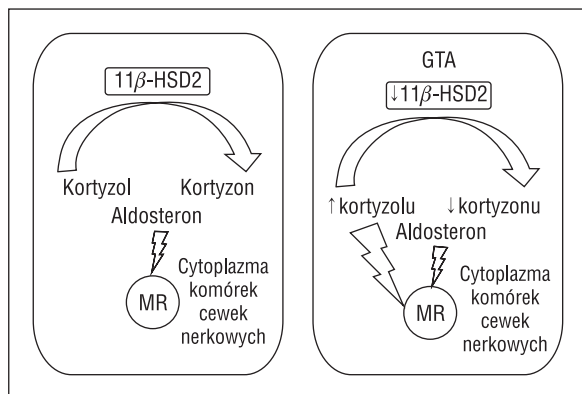 11β-HSD2
Kortyzol Kortyzon
Aldosteron
MR
Cytoplazma
komórek
cewek
nerkowych
GTA
↓11β-HSD2
↑kortyzolu ↓kortyzonu
Aldosteron
MR
Cytoplazma
komórek
cewek
nerkowych